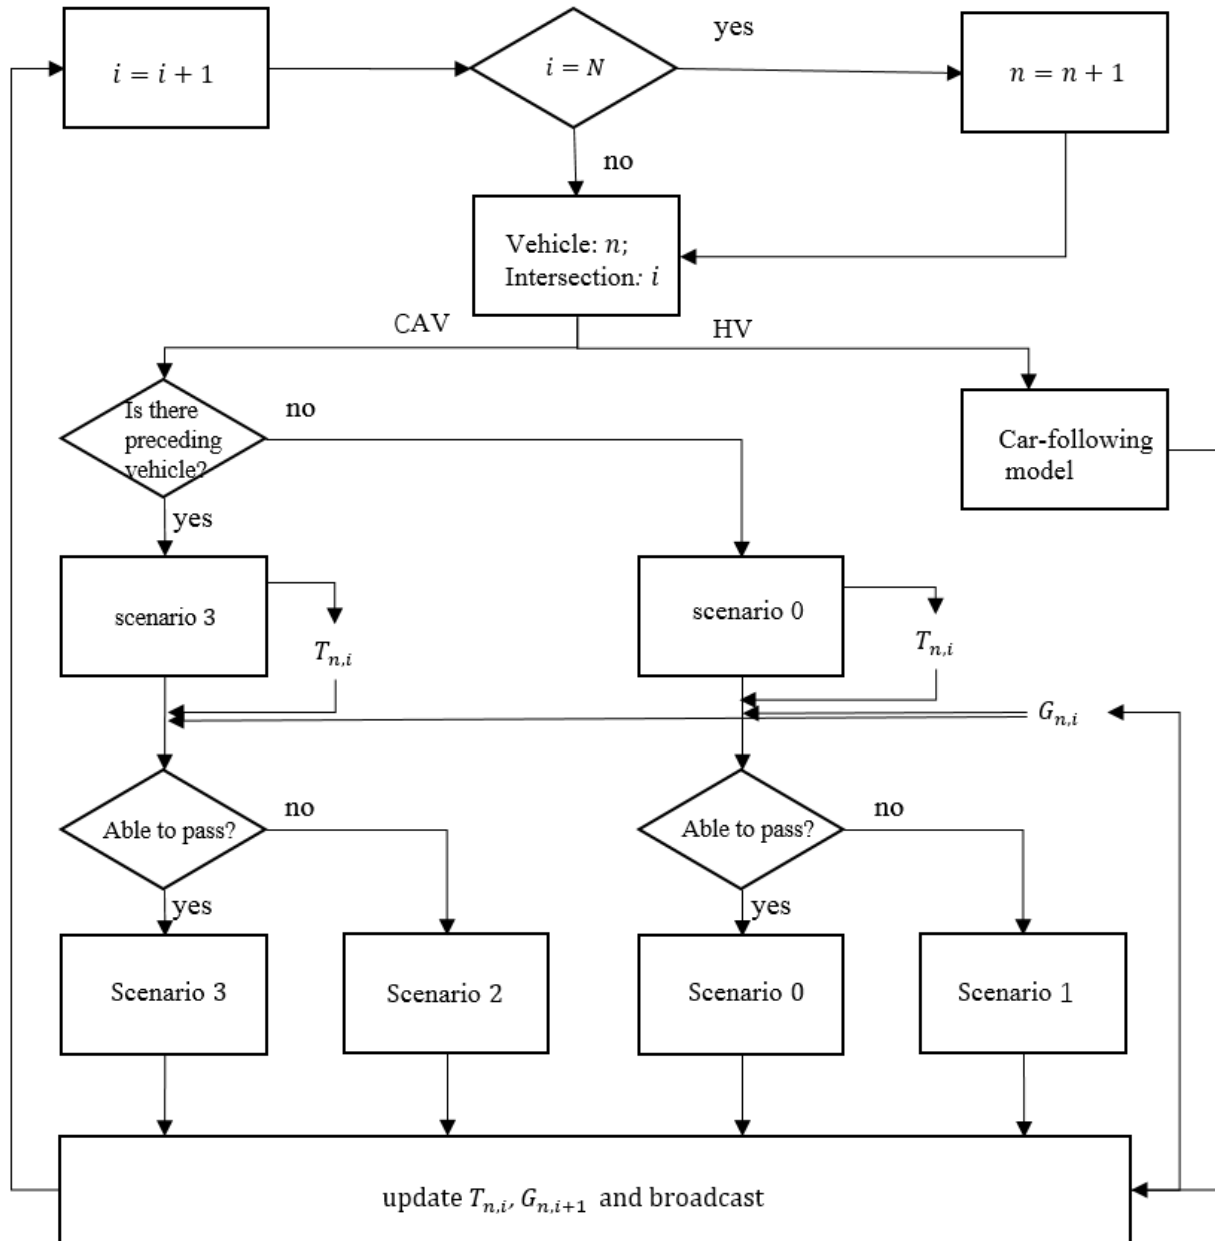 i = i + 1
i = N
yes
n = n + 1
no
Vehicle: n;
Intersection: i
CAV
HV
Is there
preceding
vehicle?
no
Car-following
model
yes
scenario 3
T_{n,i}
scenario 0
T_{n,i}
G_{n,i}
Able to pass?
no
Able to pass?
no
yes
yes
Scenario 3
Scenario 2
Scenario 0
Scenario 1
update T_{n,i}, G_{n,i+1} and broadcast